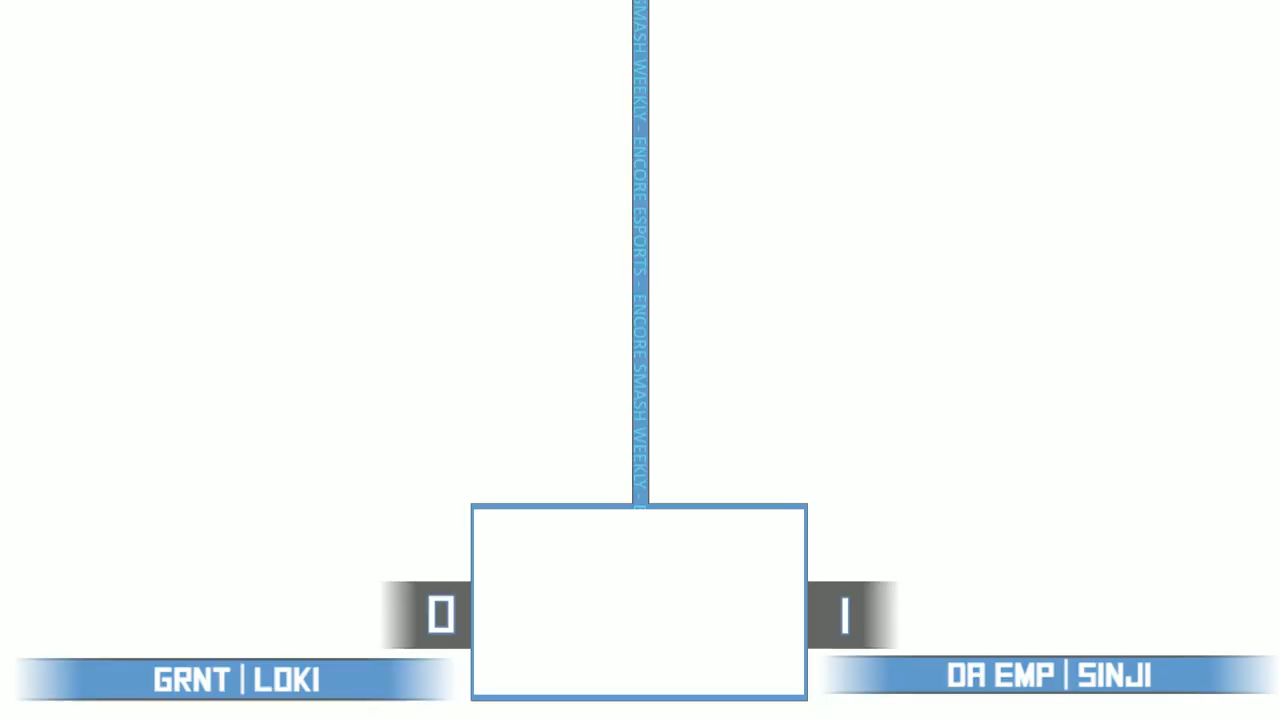 SMASH WEEKLY - ENCORE ESPORTS - ENCORE SMASH WEEKLY - E
0
1
GRNT | LOKI
DA EMP | SINJI